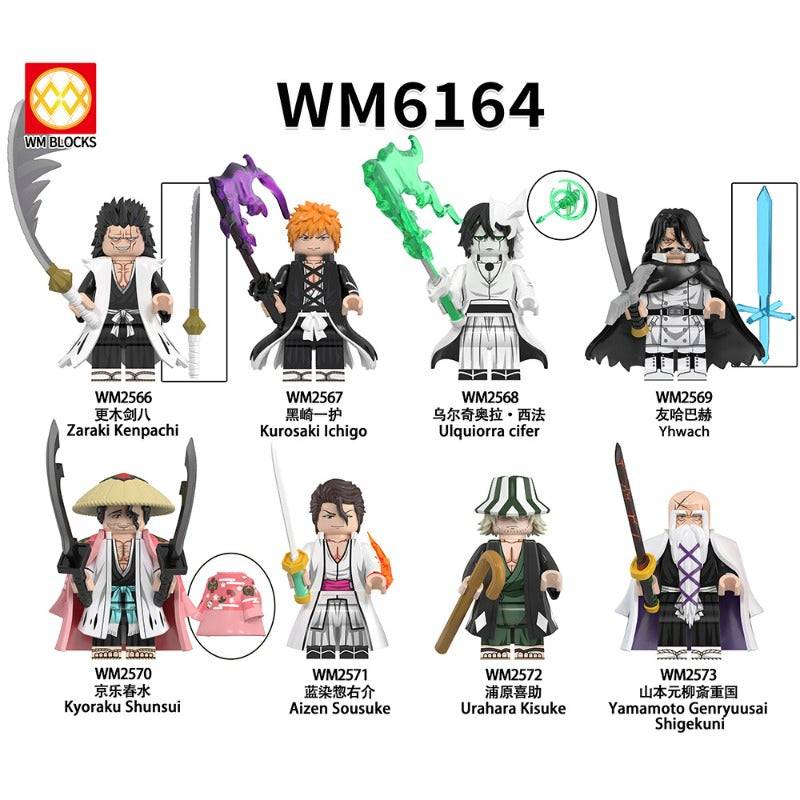 WM BLOCKS
WM6164
WM2566
更木剑八
Zaraki Kenpachi
WM2567
黑崎一护
Kurosaki Ichigo
WM2568
乌尔奇奥拉·西法
Ulquiorra cifer
WM2569
友哈巴赫
Yhwach
WM2570
京乐春水
Kyoraku Shunsui
WM2571
蓝染惣右介
Aizen Sousuke
WM2572
浦原喜助
Urahara Kisuke
WM2573
山本元柳斎重国
Yamamoto Genryuusai
Shigekuni